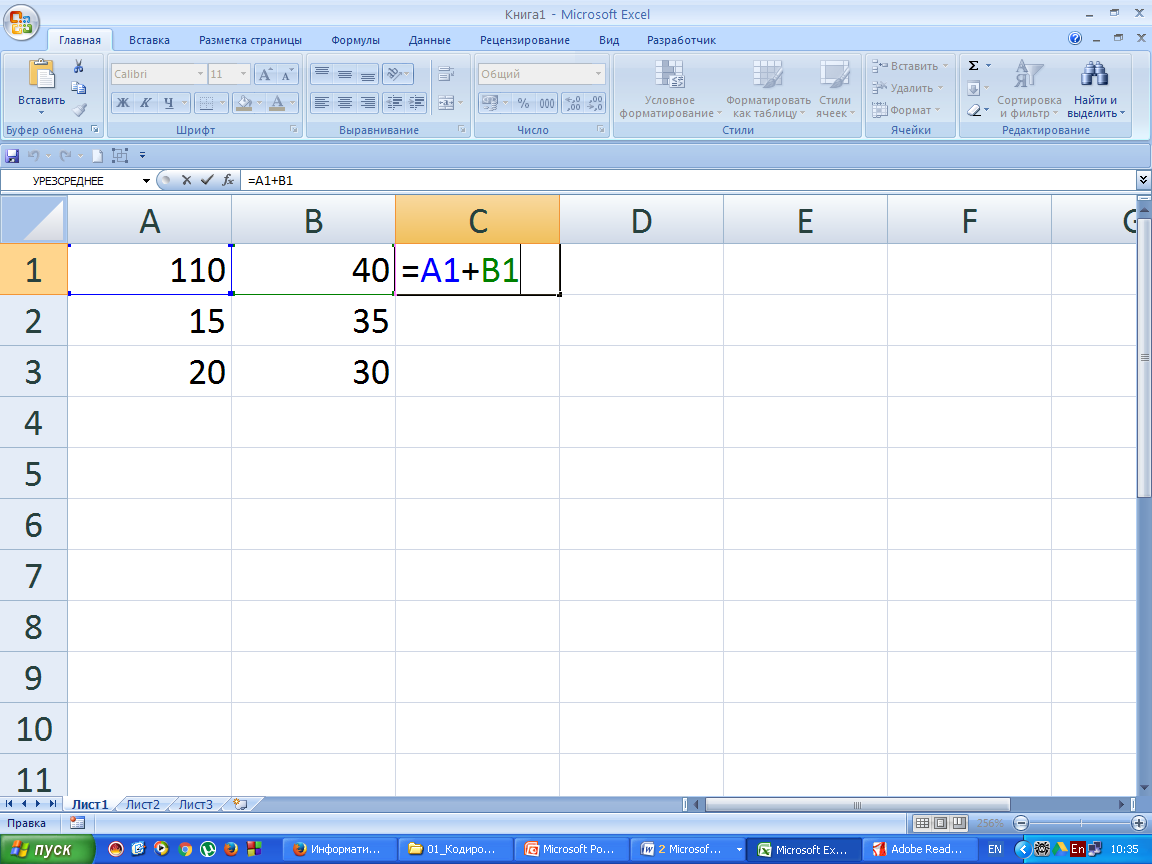 Книга1 - Microsoft Excel
Главная Вставка Разметка страницы Формулы Данные Рецензирование Вид Разработчик
Вставить
Буфер обмена
Calibri 11
Ж К Ч
Шрифт
Выравнивание
Общий
% 000
Число
Условное форматирование
Форматировать как таблицу
Стили ячеек
Стили
Вставить
Удалить
Формат
Ячейки
Σ
Сортировка и фильтр
Найти и выделить
Редактирование
УРЕЗСРЕДНЕЕ fx =A1+B1
A B C D E F G
1 110 40 =A1+B1
2 15 35
3 20 30
4
5
6
7
8
9
10
11
Лист1 Лист2 Лист3
Правка 256%
пуск Информати... 01_Кодиро... Microsoft Po... 2 Microsof... Microsoft Ex... Adobe Read... EN En 10:35